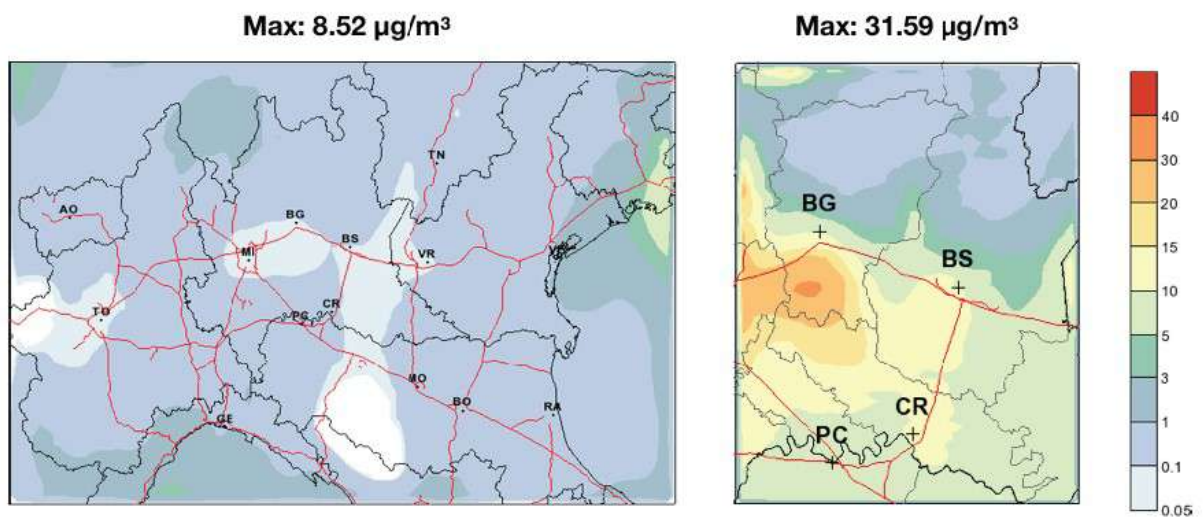 Max: 8.52 µg/m³
Max: 31.59 µg/m³
TN
AO
BG
MI
BS
VR
TO
PC
CR
MO
BO
RA
GE
BG
BS
CR
PC
40
30
20
15
10
5
3
1
0.1
0.05